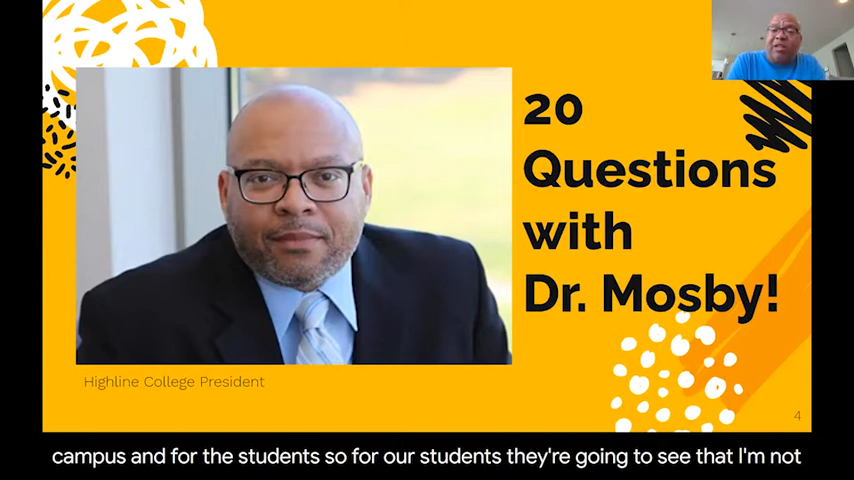 20
Questions
with
Dr. Mosby!
Highline College President
4
campus and for the students so for our students they're going to see that I'm not